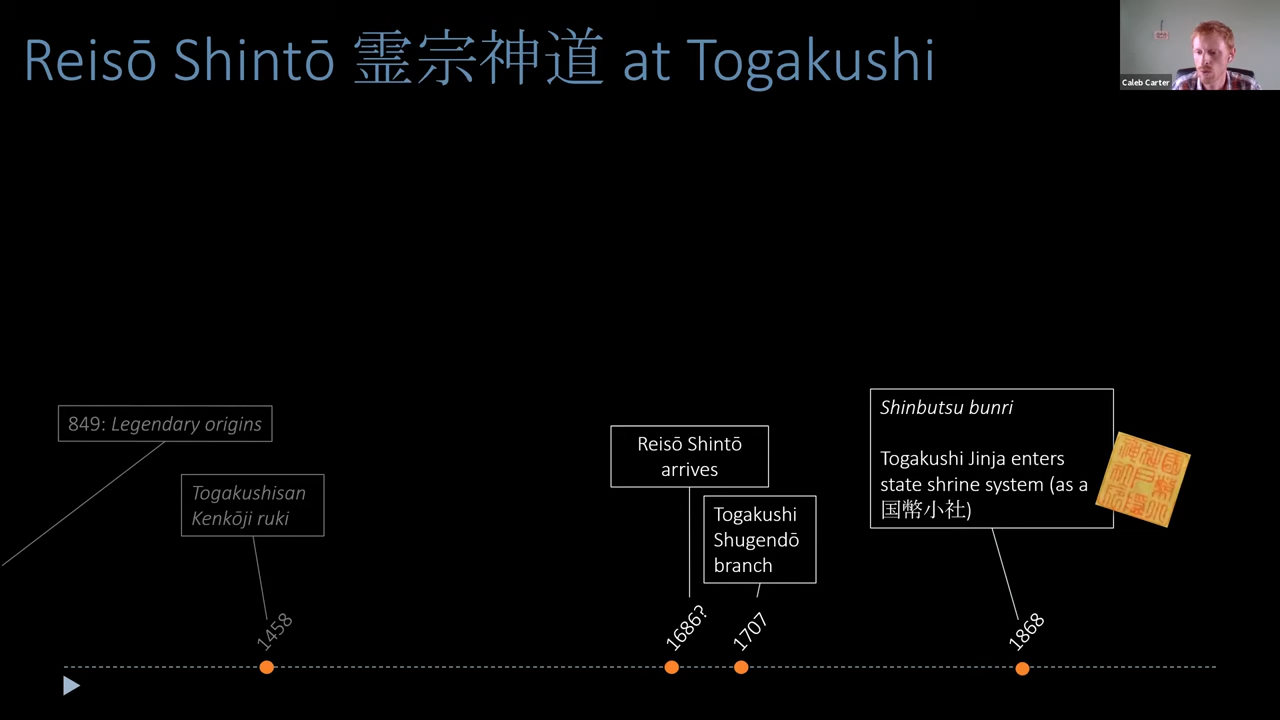 Reisō Shintō 霊宗神道 at Togakushi
Caleb Carter
849: Legendary origins
Togakushisan
Kenkōji ruki
Reisō Shintō
arrives
Togakushi
Shugendō
branch
Shinbutsu bunri
Togakushi Jinja enters
state shrine system (as a
国幣小社)
1458
1686?
1707
1868